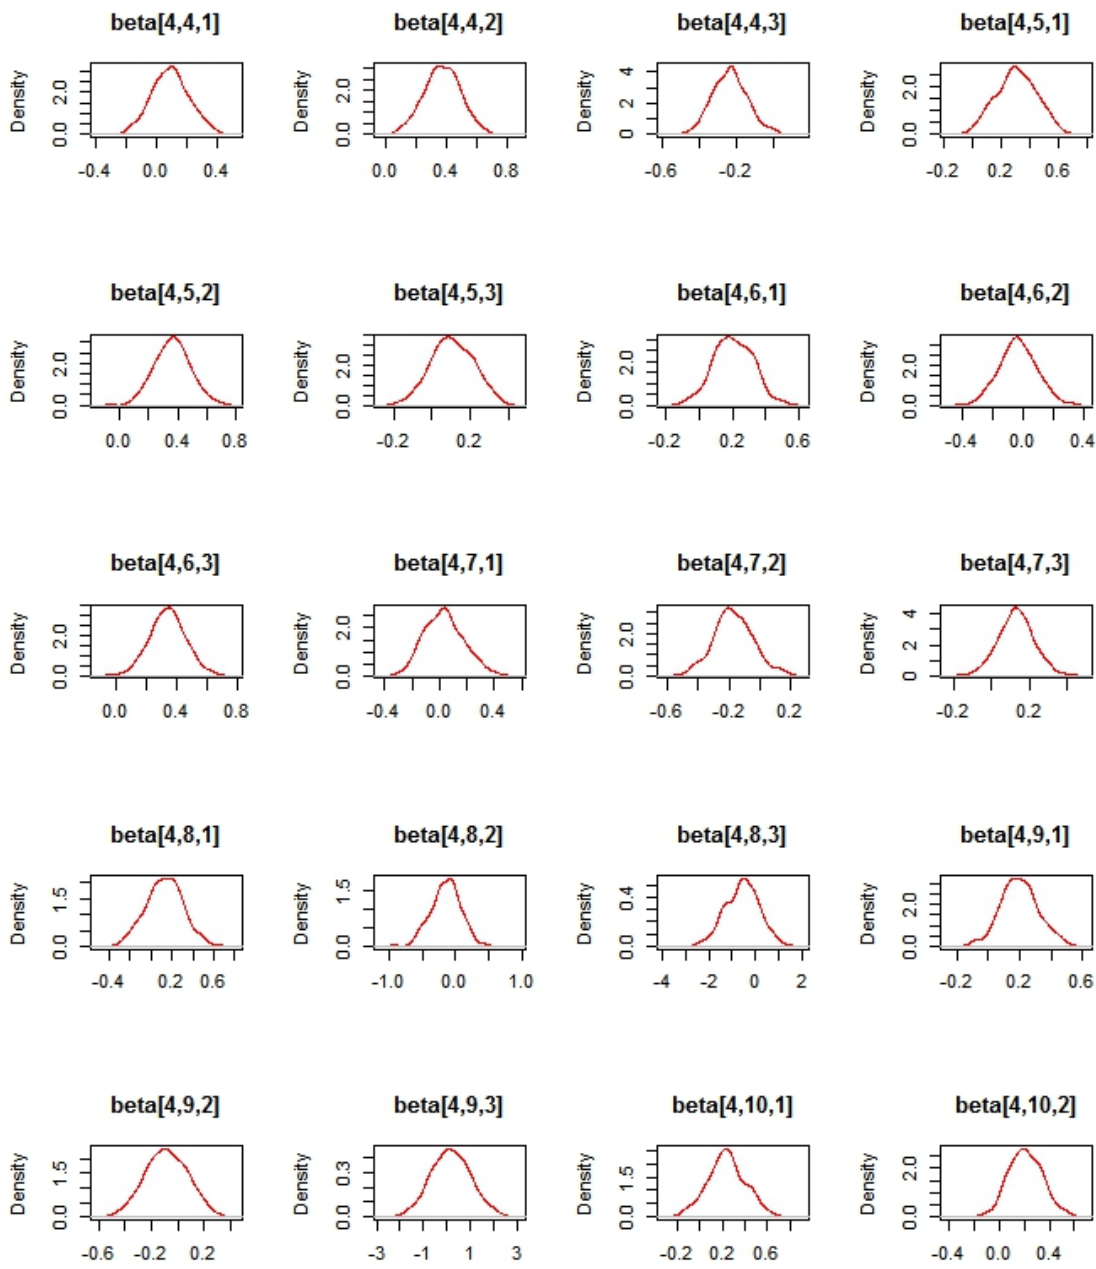 beta[4,4,1] beta[4,4,2] beta[4,4,3] beta[4,5,1]
Density 0.0 2.0 Density 0.0 2.0 Density 0 2 4 Density 0.0 2.0
-0.4 0.0 0.4 0.0 0.4 0.8 -0.6 -0.2 -0.2 0.2 0.6
beta[4,5,2] beta[4,5,3] beta[4,6,1] beta[4,6,2]
Density 0.0 2.0 Density 0.0 2.0 Density 0.0 2.0 Density 0.0 2.0
0.0 0.4 0.8 -0.2 0.2 -0.2 0.2 0.6 -0.4 0.0 0.4
beta[4,6,3] beta[4,7,1] beta[4,7,2] beta[4,7,3]
Density 0.0 2.0 Density 0.0 2.0 Density 0.0 2.0 Density 0 2 4
0.0 0.4 0.8 -0.4 0.0 0.4 -0.6 -0.2 0.2 -0.2 0.2
beta[4,8,1] beta[4,8,2] beta[4,8,3] beta[4,9,1]
Density 0.0 1.5 Density 0.0 1.5 Density 0.0 0.4 Density 0.0 2.0
-0.4 0.2 0.6 -1.0 0.0 1.0 -4 -2 0 2 -0.2 0.2 0.6
beta[4,9,2] beta[4,9,3] beta[4,10,1] beta[4,10,2]
Density 0.0 1.5 Density 0.0 0.3 Density 0.0 1.5 Density 0.0 2.0
-0.6 -0.2 0.2 -3 -1 1 3 -0.2 0.2 0.6 -0.4 0.0 0.4